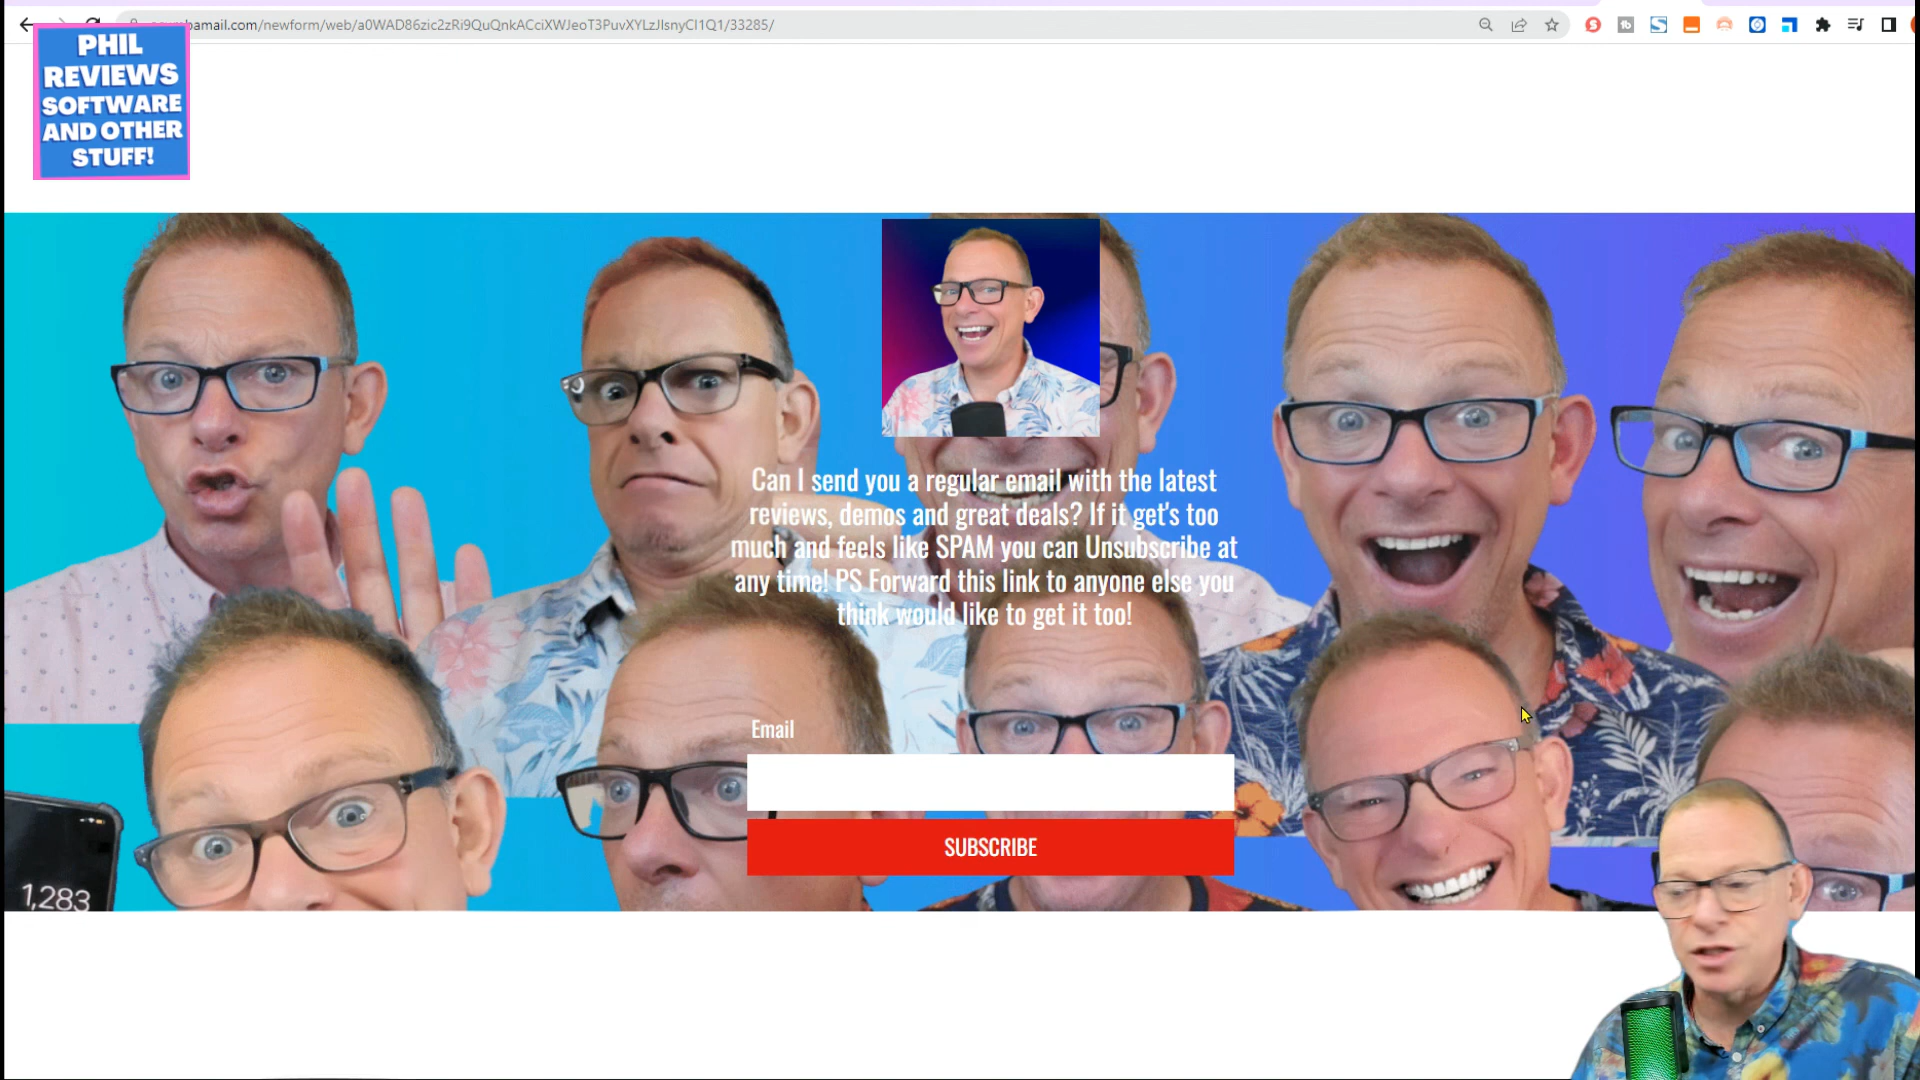 bamail.com/newform/web/a0WAD86zic2zRi9QuQnkACciXWJeoT3PuvXYLzJlsnyCl1Q1/33285/
PHIL
REVIEWS
SOFTWARE
AND OTHER
STUFF!
Can I send you a regular email with the latest
reviews, demos and great deals? If it get's too
much and feels like SPAM you can Unsubscribe at
any time! PS Forward this link to anyone else you
think would like to get it too!
Email
SUBSCRIBE
1,283